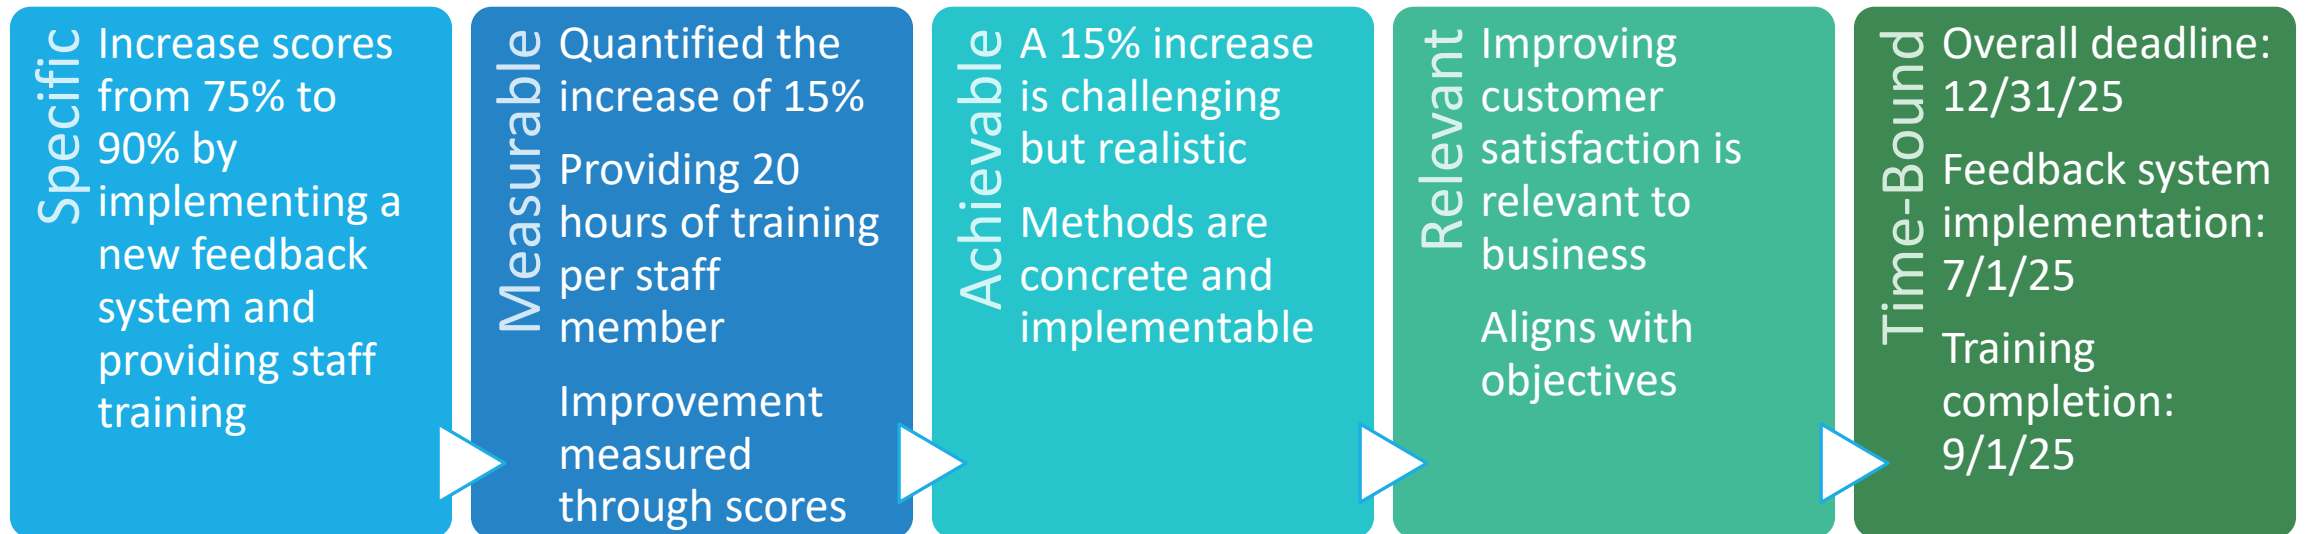 Specific
Increase scores
from 75% to
90% by
implementing a
new feedback
system and
providing staff
training
Measurable
Quantified the
increase of 15%
Providing 20
hours of training
per staff
member
Improvement
measured
through scores
Achievable
A 15% increase
is challenging
but realistic
Methods are
concrete and
implementable
Relevant
Improving
customer
satisfaction is
relevant to
business
Aligns with
objectives
Time-Bound
Overall deadline:
12/31/25
Feedback system
implementation:
7/1/25
Training
completion:
9/1/25